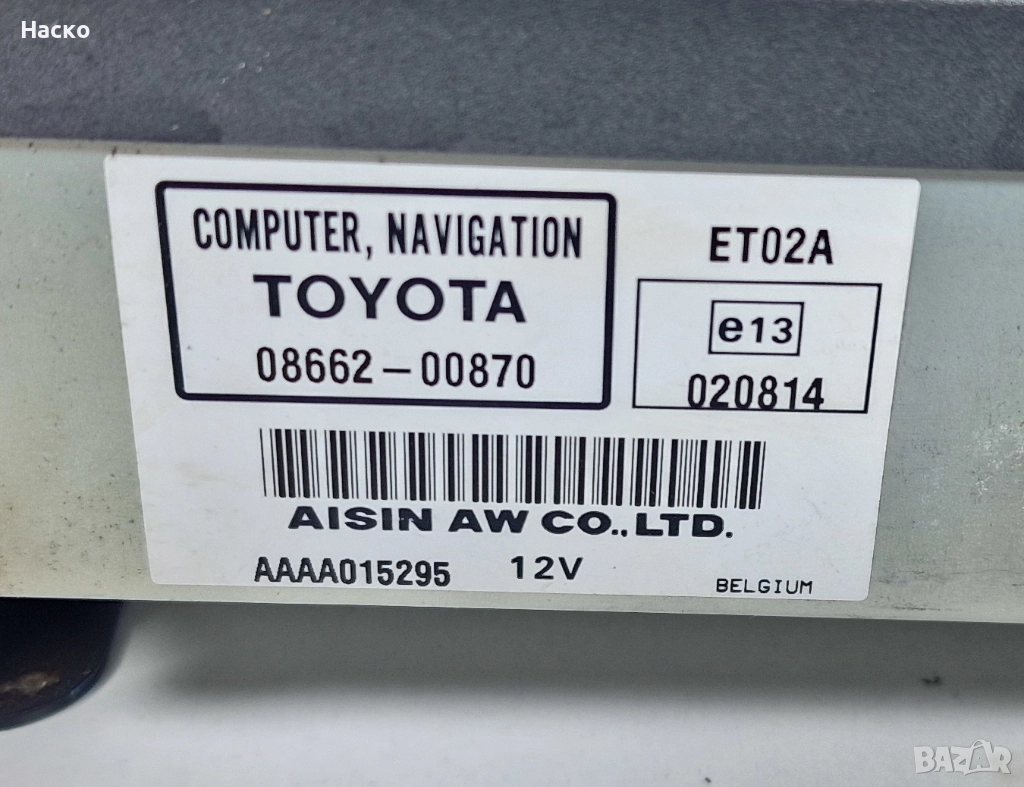 Наско
COMPUTER, NAVIGATION
TOYOTA
08662-00870
ET02A
e13
020814
AISIN AW CO.,LTD.
AAAA015295 12V
BELGIUM
BAZAR